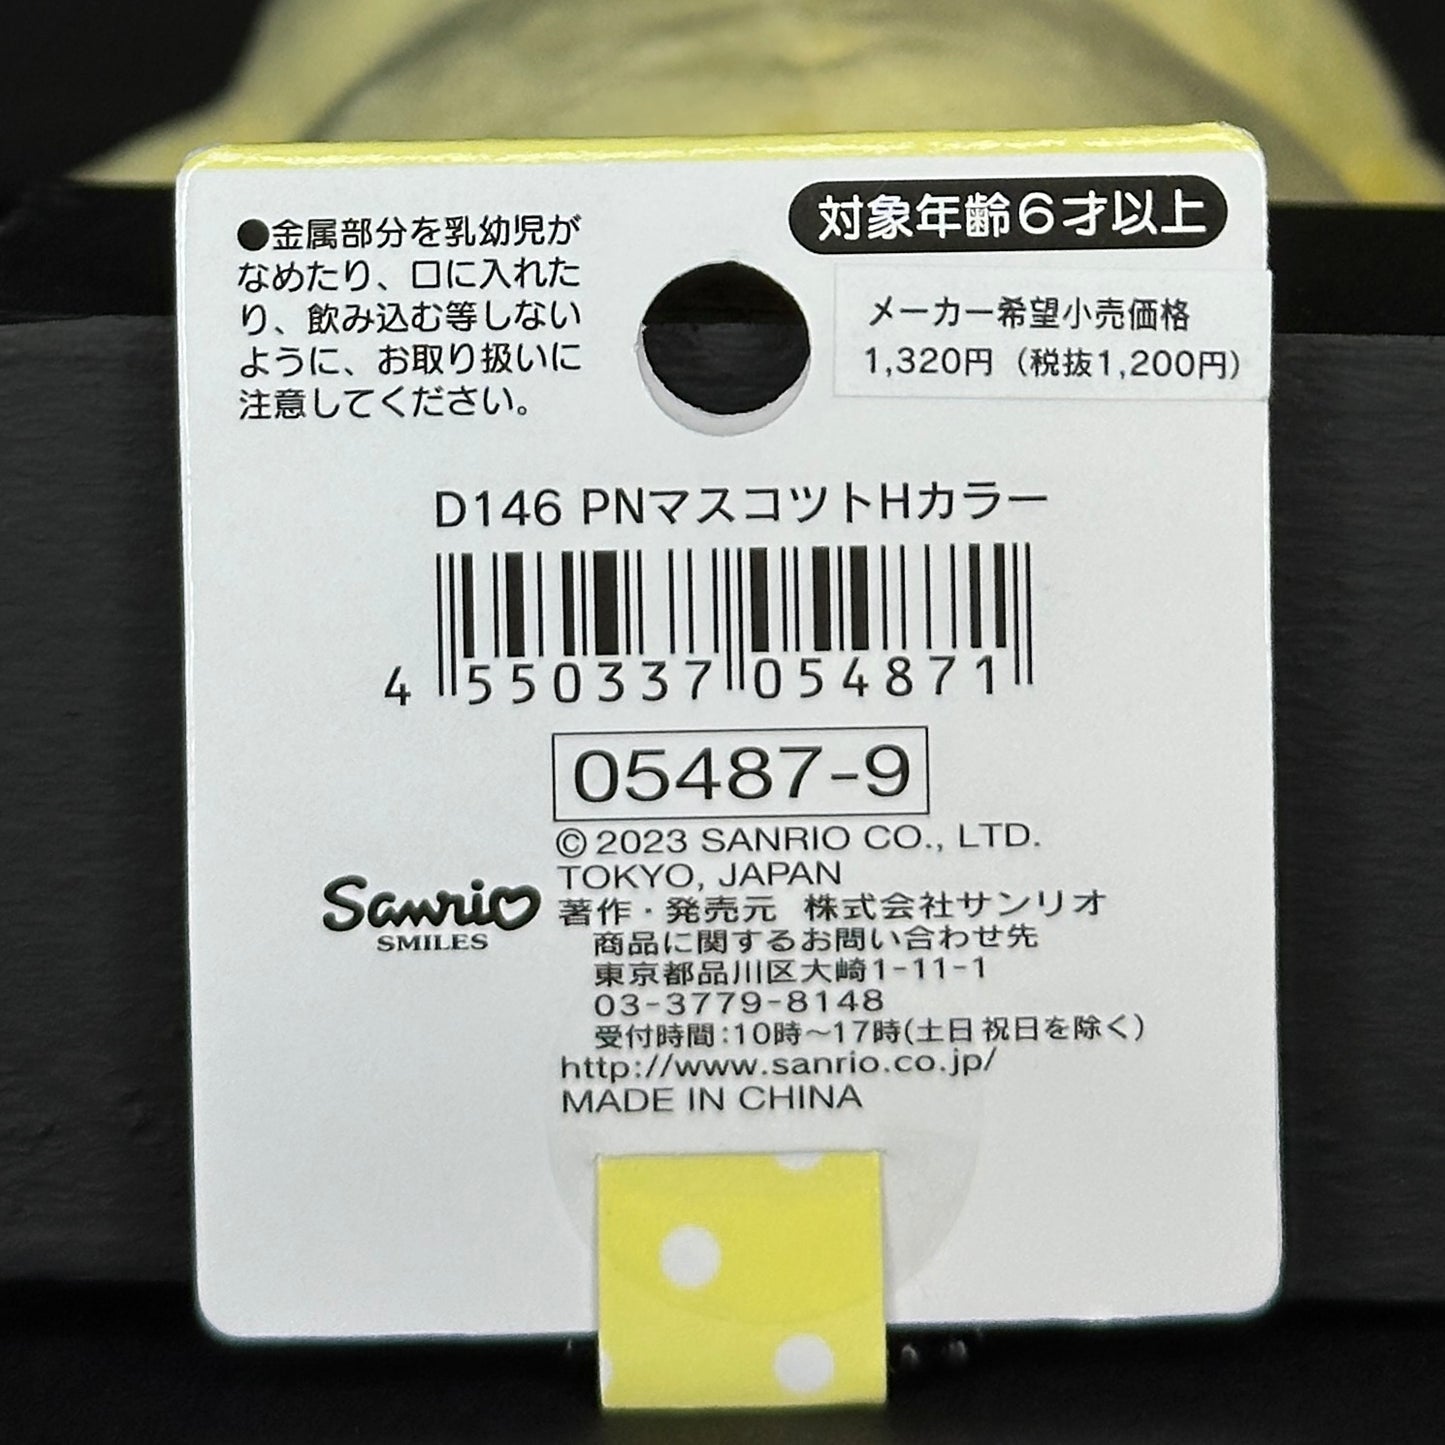 ●金属部分を乳幼児が
なめたり、口に入れた
り、飲み込む等しない
ように、お取り扱いに
注意してください。
対象年齢6才以上
メーカー希望小売価格
1,320円（税抜1,200円）
D146 PNマスコットHカラー
4 550337 054871
05487-9
© 2023 SANRIO CO., LTD.
TOKYO, JAPAN
Sanrio
SMILES
著作・発売元 株式会社サンリオ
商品に関するお問い合わせ先
東京都品川区大崎1-11-1
03-3779-8148
受付時間:10時～17時(土日 祝日を除く)
http://www.sanrio.co.jp/
MADE IN CHINA